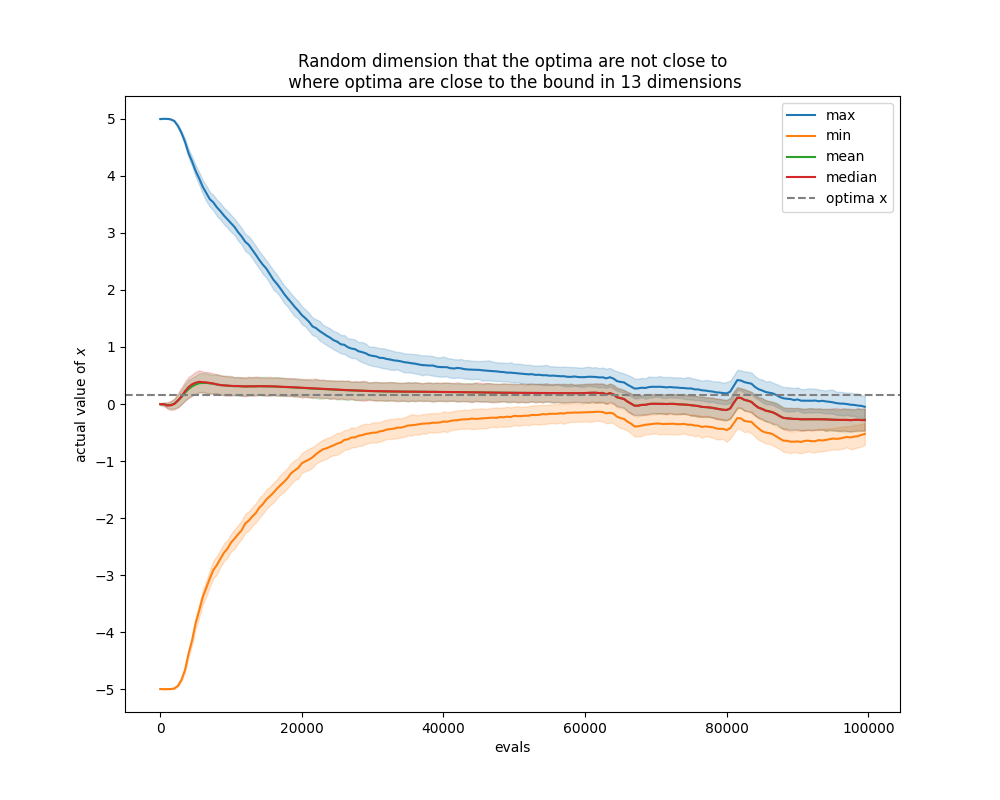 Random dimension that the optima are not close to
where optima are close to the bound in 13 dimensions
max
min
mean
median
optima x
5
4
3
2
1
0
−1
−2
−3
−4
−5
actual value of x
0
20000
40000
60000
80000
100000
evals